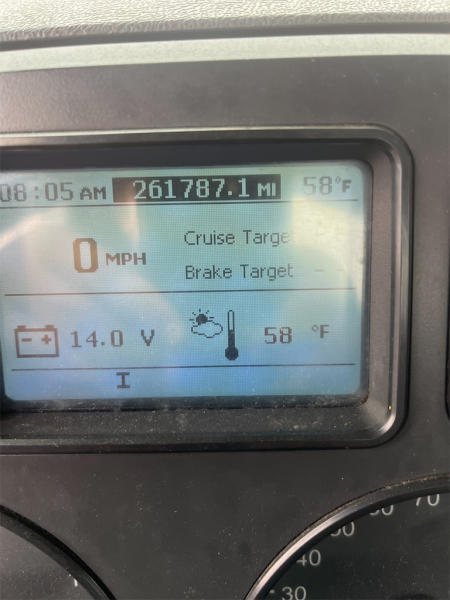 08:05 AM 261787.1 MI 58°F
0 MPH
Cruise Targe
Brake Target - -
- + 14.0 V 58 °F
I
30
40
60
70